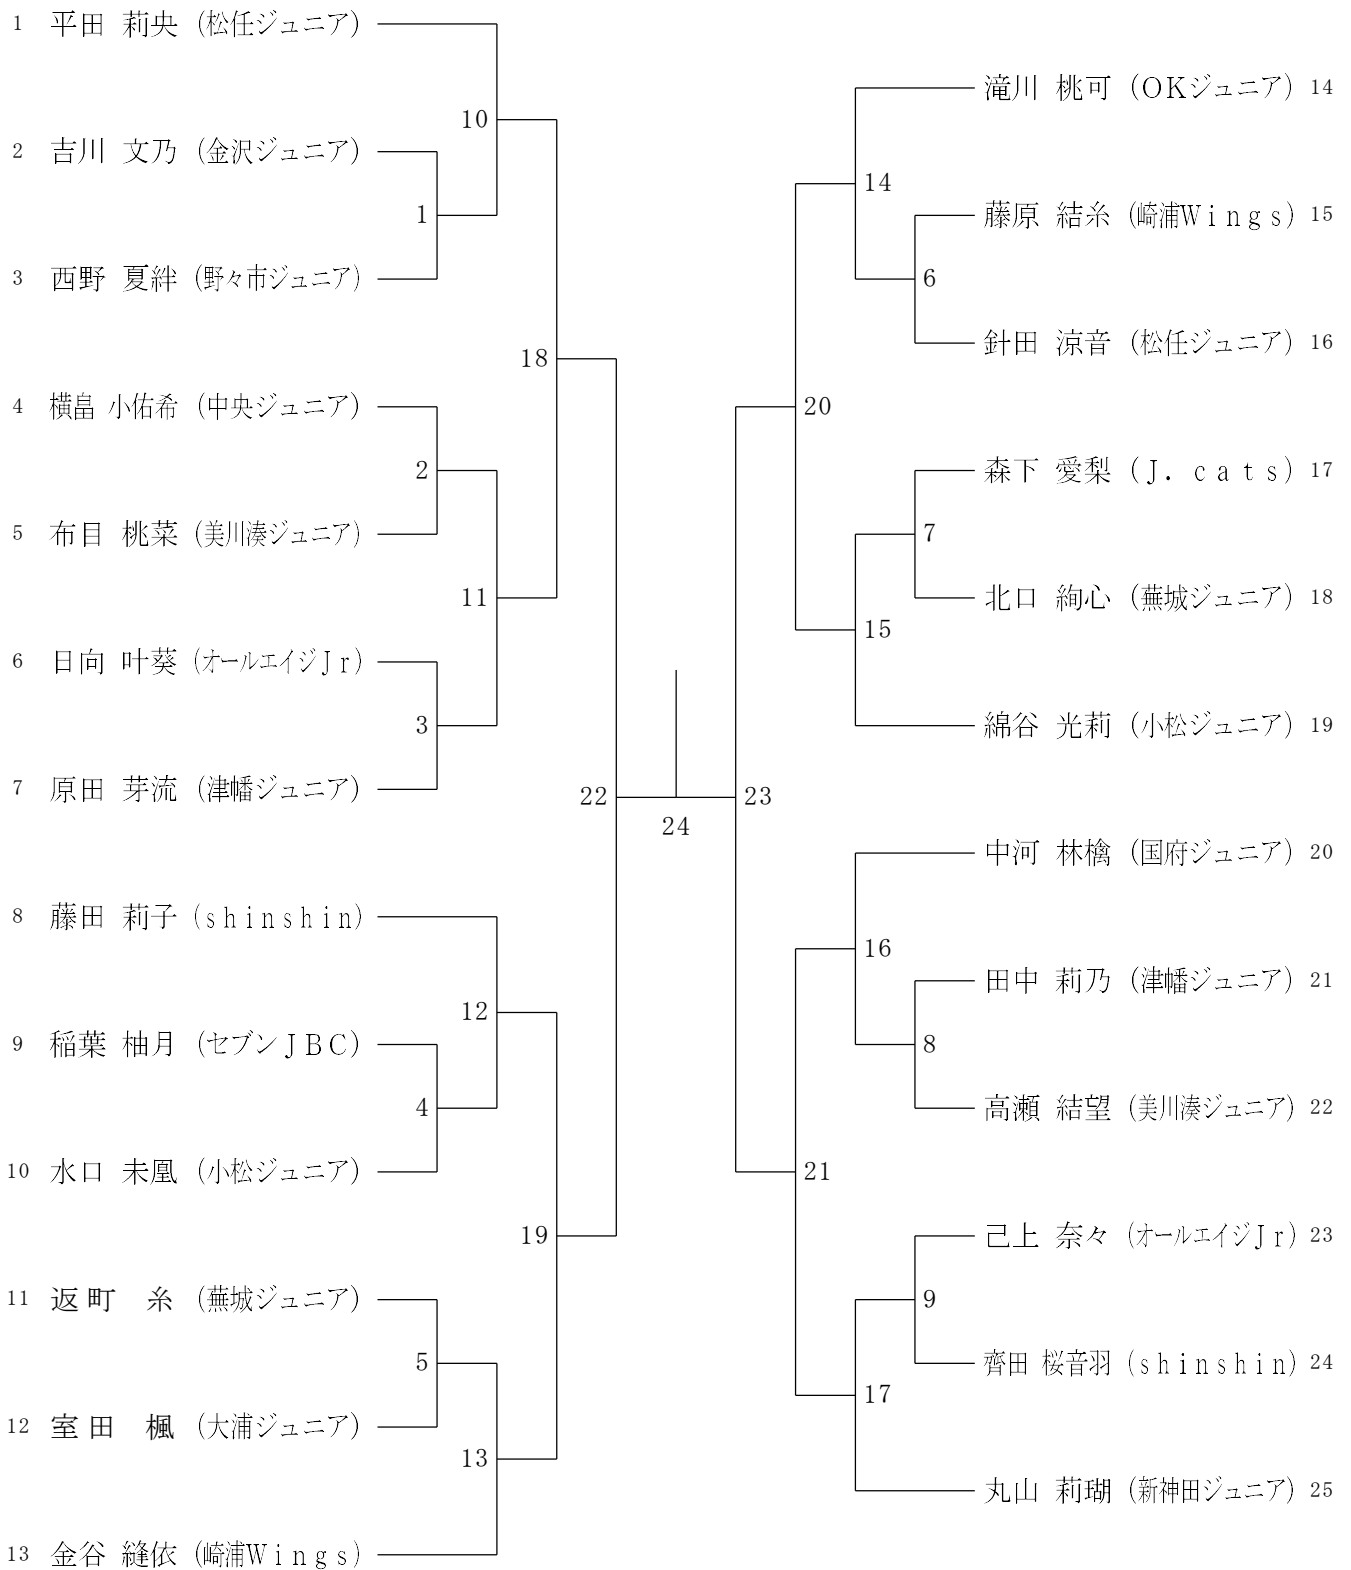 1 平田 莉央 (松任ジュニア)
2 吉川 文乃 (金沢ジュニア)
3 西野 夏絆 (野々市ジュニア)
4 横畠 小佑希 (中央ジュニア)
5 布目 桃菜 (美川湊ジュニア)
6 日向 叶葵 (オールエイジJr)
7 原田 芽流 (津幡ジュニア)
8 藤田 莉子 (shinshin)
9 稲葉 柚月 (セブンJBC)
10 水口 未凰 (小松ジュニア)
11 返町 糸 (蕪城ジュニア)
12 室田 楓 (大浦ジュニア)
13 金谷 縫依 (崎浦Wings)
10
1
18
2
11
3
22
12
4
19
5
13
24
23
20
14
6
7
15
21
16
8
9
17
滝川 桃可 (OKジュニア) 14
藤原 結糸 (崎浦Wings) 15
針田 涼音 (松任ジュニア) 16
森下 愛梨 (J. cats) 17
北口 絢心 (蕪城ジュニア) 18
綿谷 光莉 (小松ジュニア) 19
中河 林檎 (国府ジュニア) 20
田中 莉乃 (津幡ジュニア) 21
高瀬 結望 (美川湊ジュニア) 22
己上 奈々 (オールエイジJr) 23
齊田 桜音羽 (shinshin) 24
丸山 莉瑚 (新神田ジュニア) 25